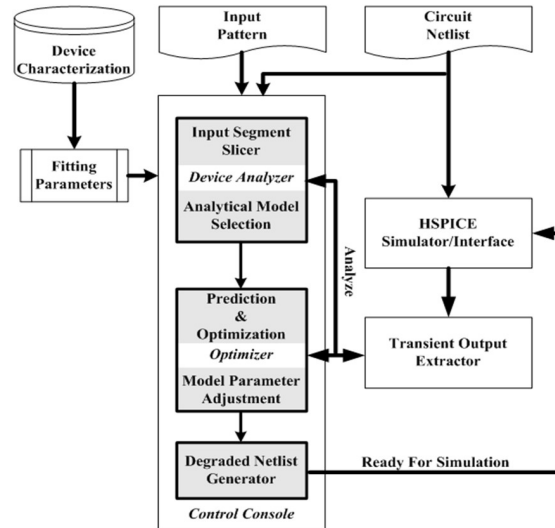 Device
Characterization
Input
Pattern
Circuit
Netlist
Fitting
Parameters
Input Segment
Slicer
Device Analyzer
Analytical Model
Selection
Analyze
HSPICE
Simulator/Interface
Prediction
&
Optimization
Optimizer
Model Parameter
Adjustment
Transient Output
Extractor
Degraded Netlist
Generator
Ready For Simulation
Control Console